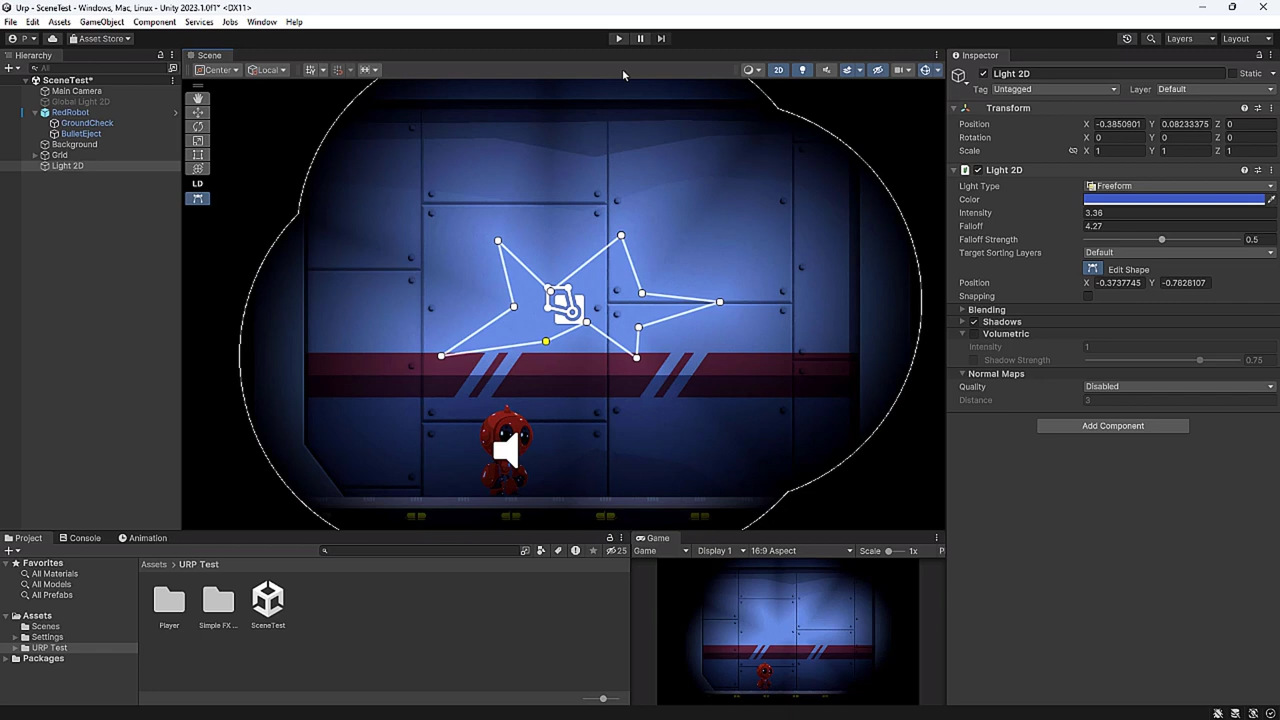 Urp - SceneTest - Windows, Mac, Linux - Unity 2023.1.0f1* <DX11>
File Edit Assets GameObject Component Services Jobs Window Help
P Asset Store Layers Layout
Hierarchy Scene Inspector
All
Center Local 2D
SceneTest*
Main Camera
Global Light 2D
RedRobot
GroundCheck
BulletEject
Background
Grid
Light 2D
LD
Light 2D Static
Tag Untagged Layer Default
Transform
Position X -0.3850901 Y 0.08233375 Z 0
Rotation X 0 Y 0 Z 0
Scale X 1 Y 1 Z 1
Light 2D
Light Type Freeform
Color
Intensity 3.36
Falloff 4.27
Falloff Strength 0.5
Target Sorting Layers Default
Edit Shape
Position X -0.3737745 Y -0.7828107
Snapping
Blending
Shadows
Volumetric
Intensity 1
Shadow Strength 0.75
Normal Maps
Quality Disabled
Distance 3
Add Component
Project Console Animation
25
Favorites
All Materials
All Models
All Prefabs
Assets
Scenes
Settings
URP Test
Packages
Assets > URP Test
Player Simple FX ... SceneTest
Game
Game Display 1 16:9 Aspect Scale 1x P